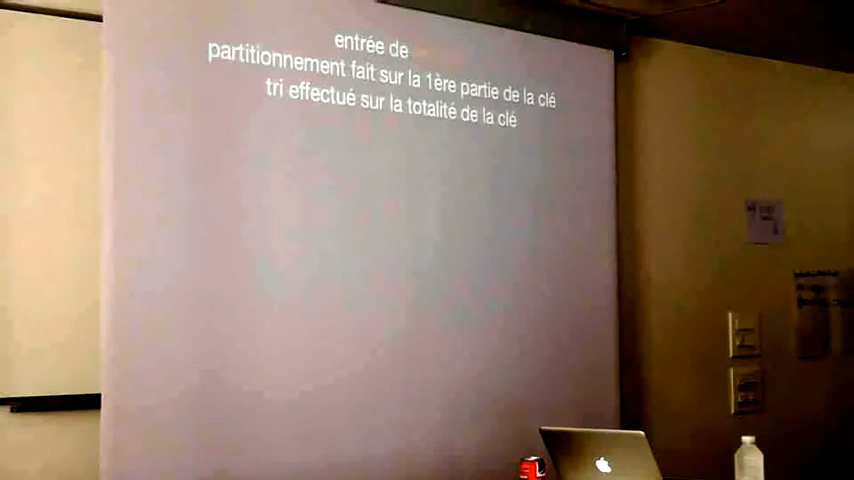 entrée de
partitionnement fait sur la 1ère partie de la clé
tri effectué sur la totalité de la clé